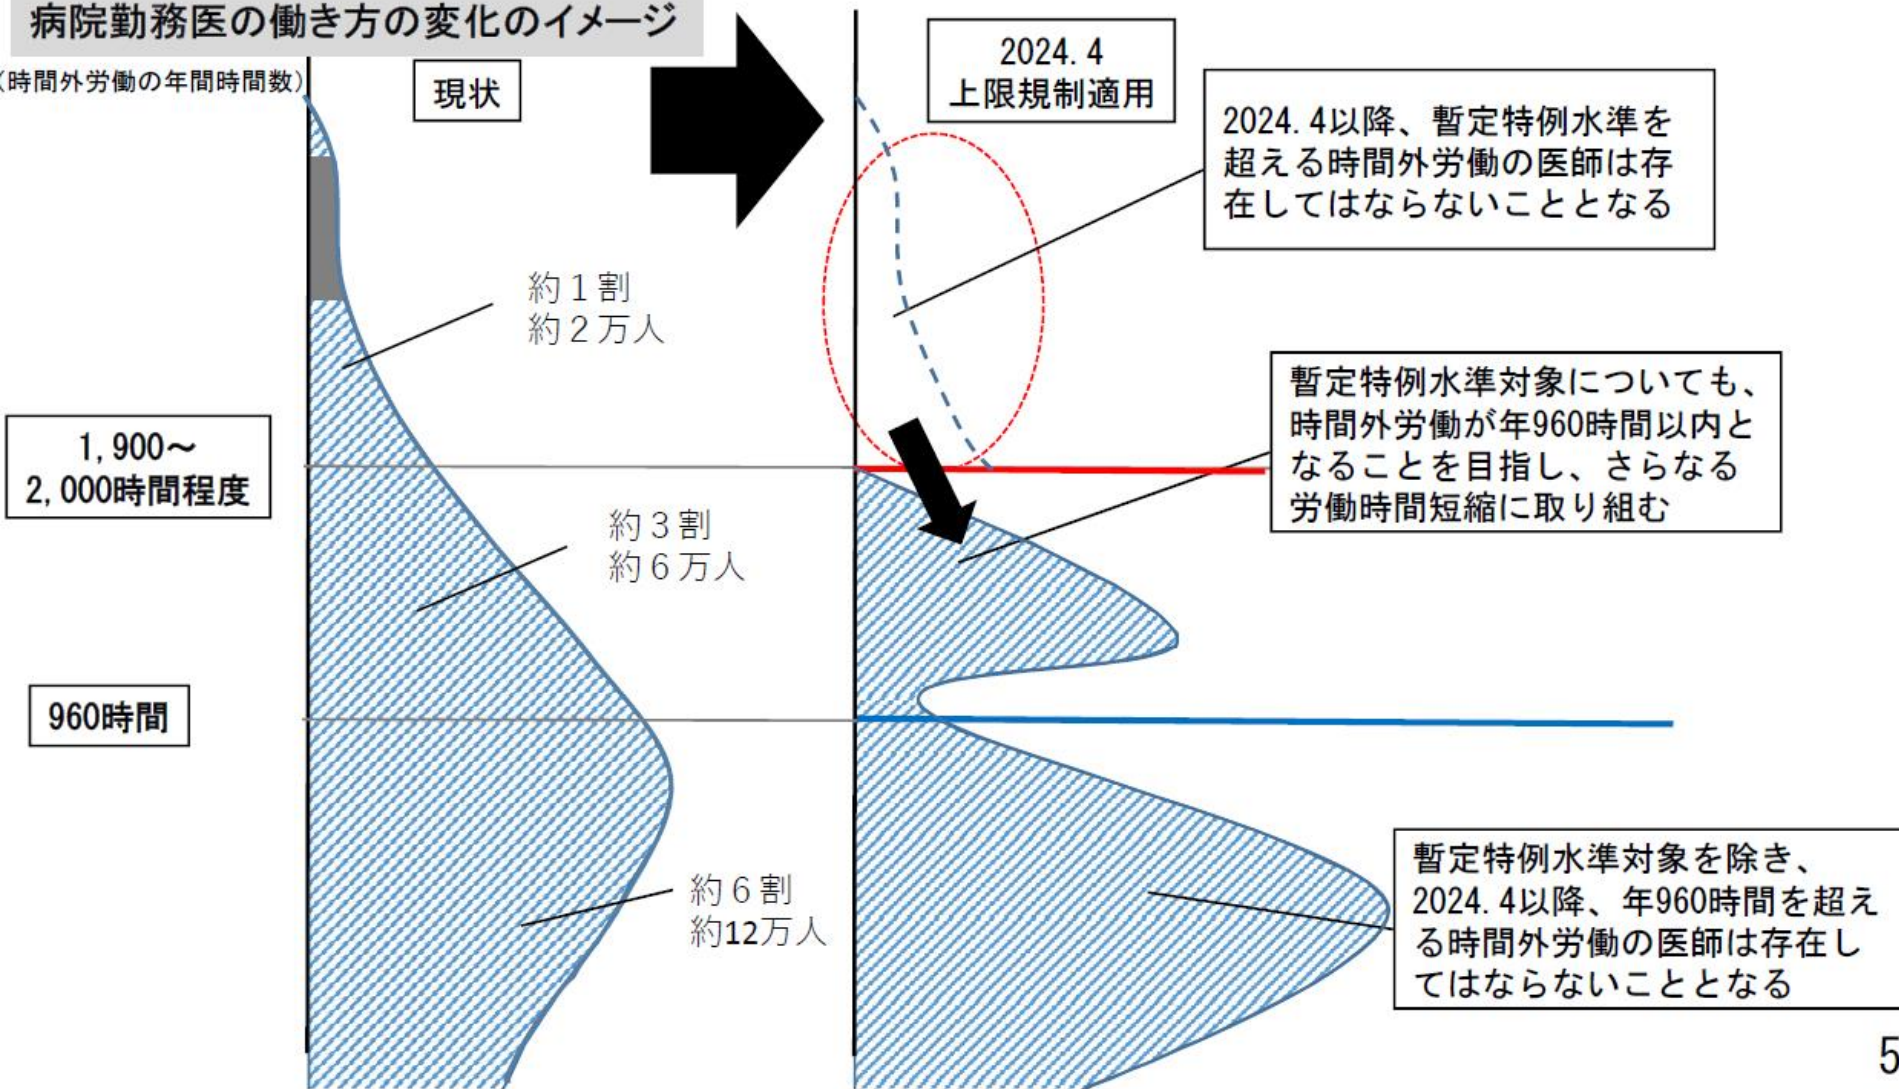 病院勤務医の働き方の変化のイメージ
（時間外労働の年間時間数）
現状
約１割
約２万人
1,900～
2,000時間程度
約３割
約６万人
960時間
約６割
約12万人
2024.4
上限規制適用
2024.4以降、暫定特例水準を
超える時間外労働の医師は存
在してはならないこととなる
暫定特例水準対象についても、
時間外労働が年960時間以内と
なることを目指し、さらなる
労働時間短縮に取り組む
暫定特例水準対象を除き、
2024.4以降、年960時間を超え
る時間外労働の医師は存在し
てはならないこととなる
5